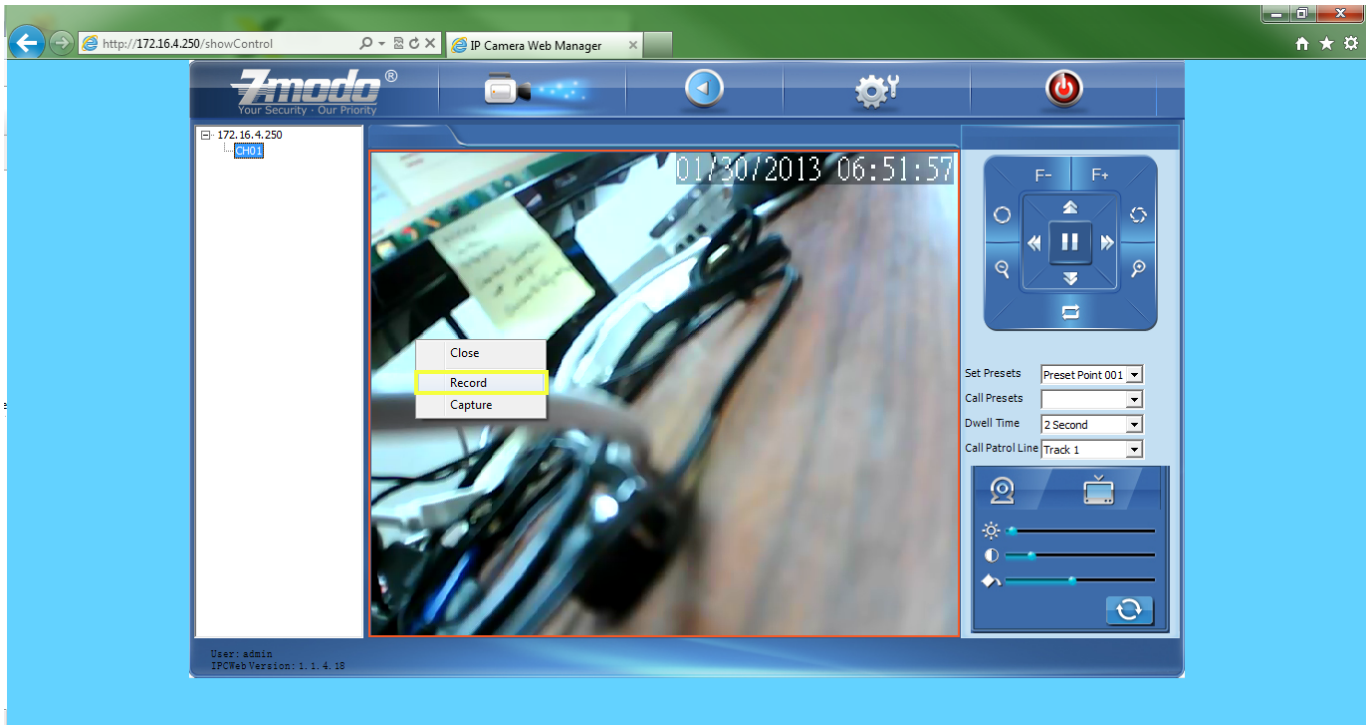 http://172.16.4.250/showControl
IP Camera Web Manager
Zmodo®
Your Security · Our Priority
172.16.4.250
CH01
01/30/2013 06:51:57
F- F+
Close
Record
Capture
Set Presets Preset Point 001
Call Presets
Dwell Time 2 Second
Call Patrol Line Track 1
User: admin
IPCWeb Version: 1.1.4.18